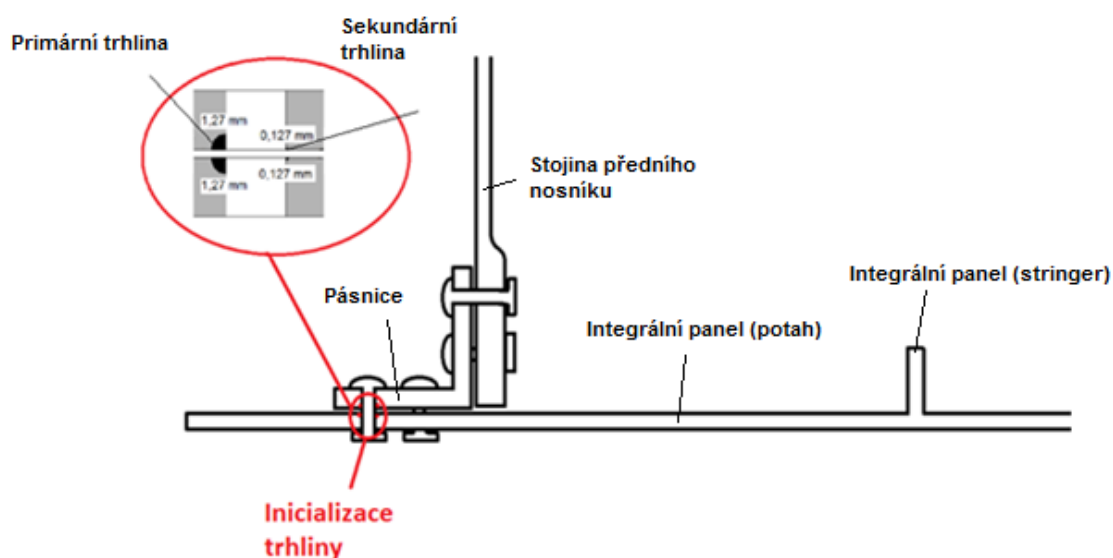 Primární trhlina
Sekundární
trhlina
1,27 mm
0,127 mm
0,127 mm
1,27 mm
Stojina předního
nosníku
Integrální panel (stringer)
Pásnice
Integrální panel (potah)
Inicializace
trhliny